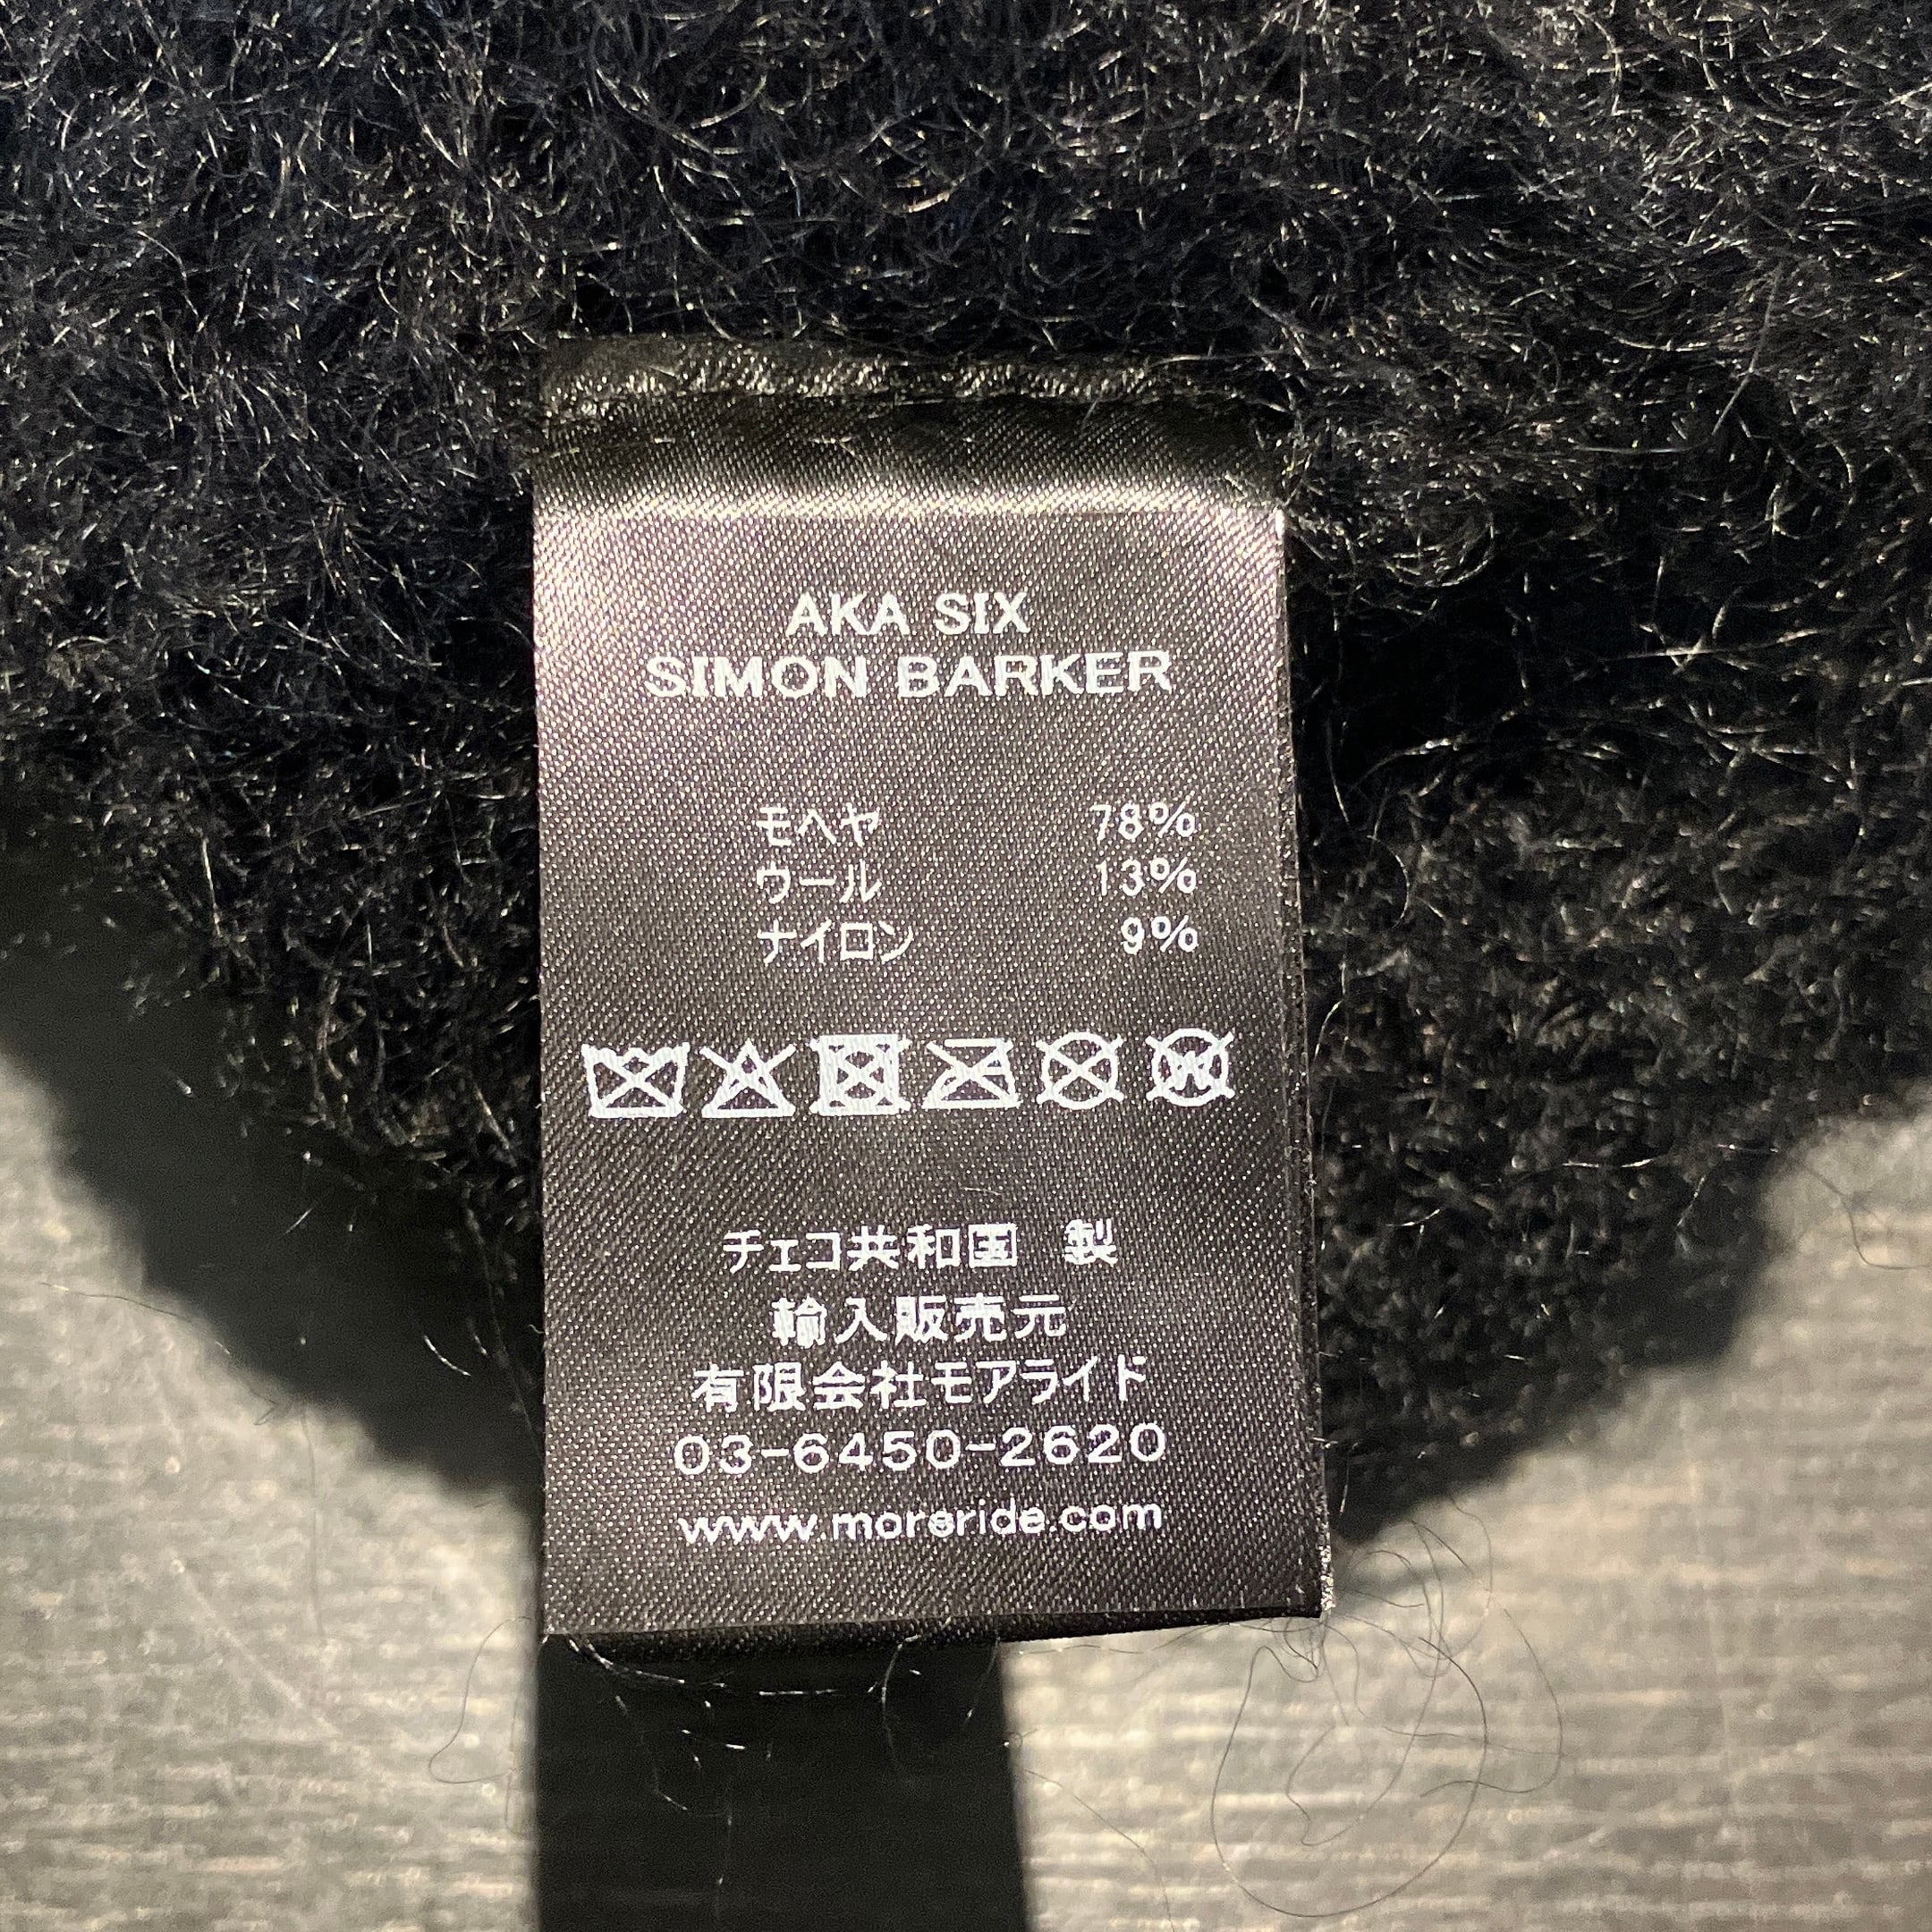 AKA SIX
SIMON BARKER
モヘヤ 78%
ウール 13%
ナイロン 9%
W
チェコ共和国 製
輸入販売元
有限会社モアライド
03-6450-2620
www.moreride.com